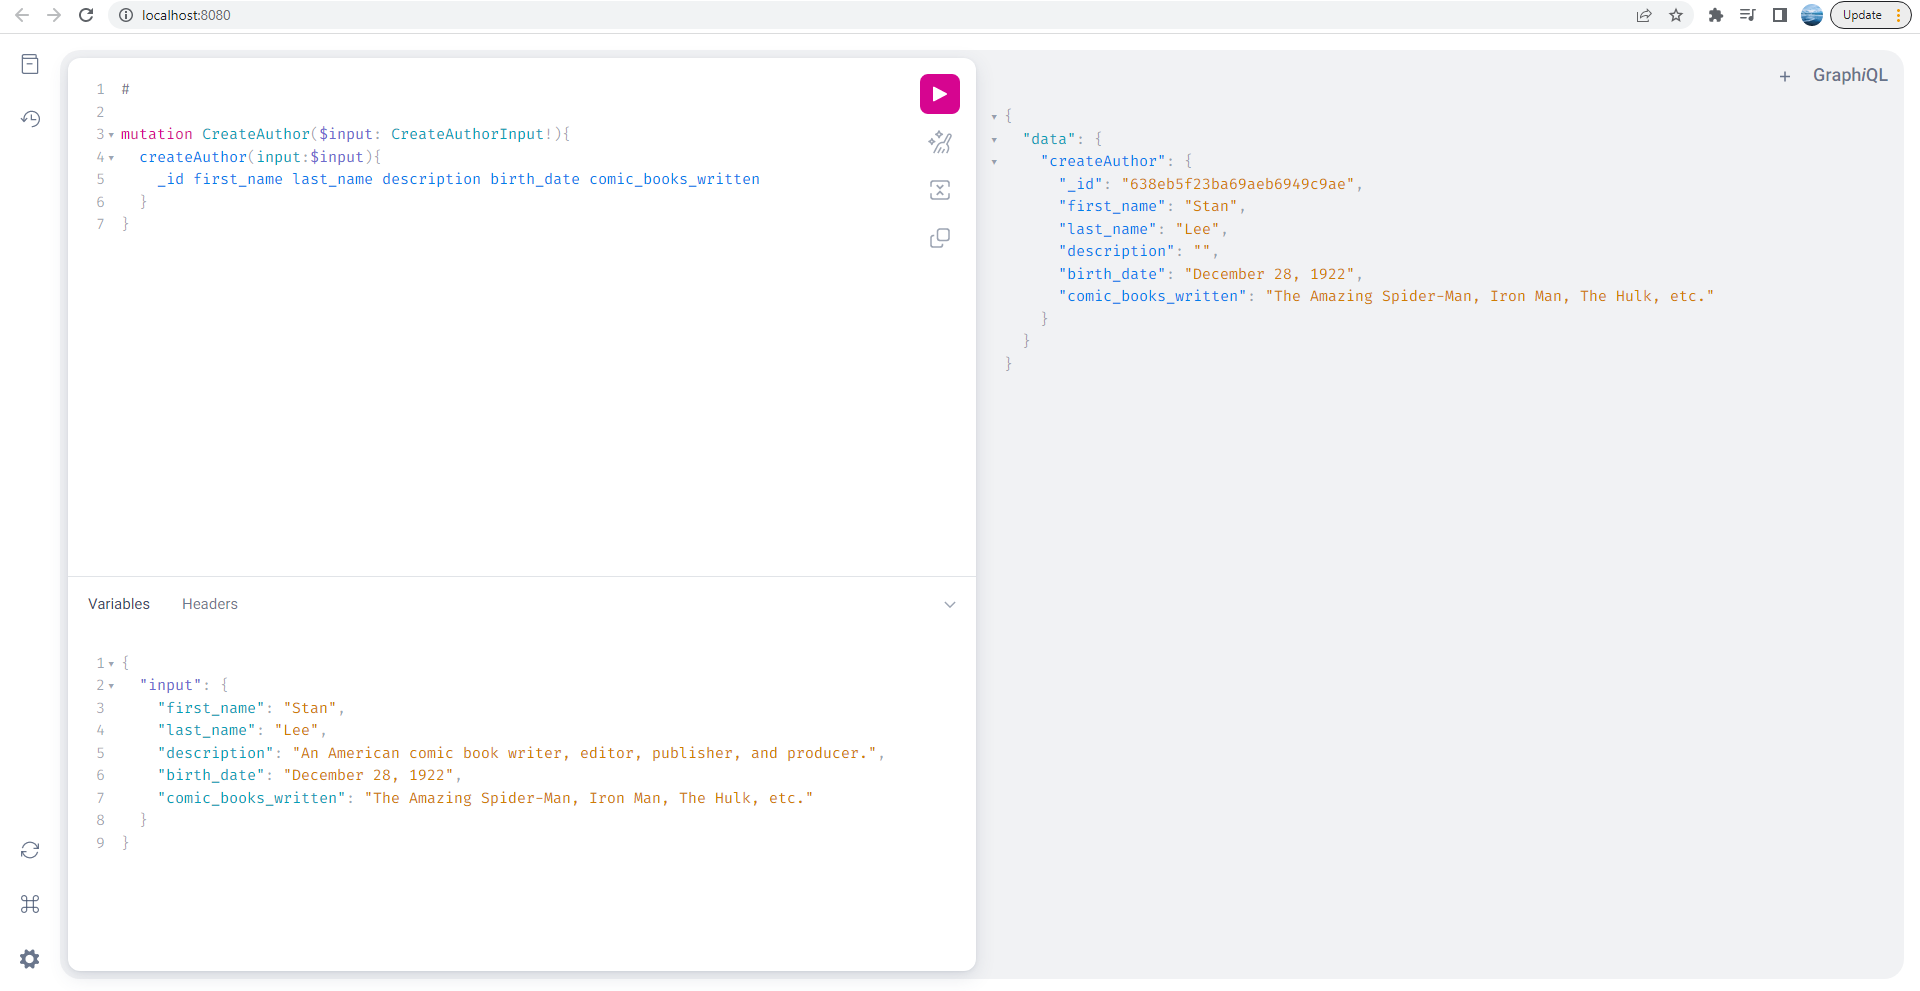 localhost:8080
Update
1 #
2
3 mutation CreateAuthor($input: CreateAuthorInput!){
4 createAuthor(input:$input){
5 _id first_name last_name description birth_date comic_books_written
6 }
7 }
Variables Headers
1 {
2 "input": {
3 "first_name": "Stan",
4 "last_name": "Lee",
5 "description": "An American comic book writer, editor, publisher, and producer.",
6 "birth_date": "December 28, 1922",
7 "comic_books_written": "The Amazing Spider-Man, Iron Man, The Hulk, etc."
8 }
9 }
+ GraphiQL
{
"data": {
"createAuthor": {
"_id": "638eb5f23ba69aeb6949c9ae",
"first_name": "Stan",
"last_name": "Lee",
"description": "",
"birth_date": "December 28, 1922",
"comic_books_written": "The Amazing Spider-Man, Iron Man, The Hulk, etc."
}
}
}